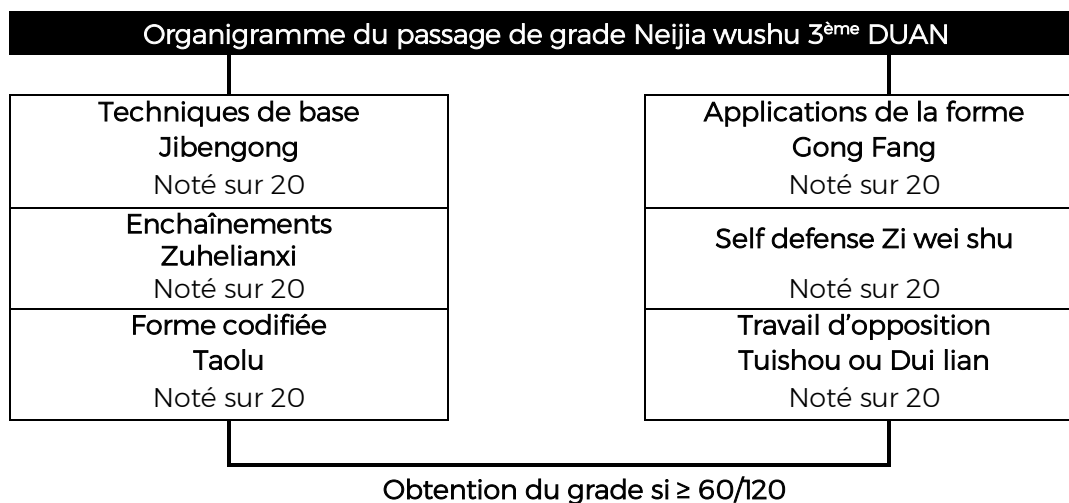 Organigramme du passage de grade Neijia wushu 3ème DUAN
Techniques de base
Jibengong
Noté sur 20
Enchaînements
Zuhelianxi
Noté sur 20
Forme codifiée
Taolu
Noté sur 20
Applications de la forme
Gong Fang
Noté sur 20
Self defense Zi wei shu
Noté sur 20
Travail d'opposition
Tuishou ou Dui lian
Noté sur 20
Obtention du grade si ≥ 60/120